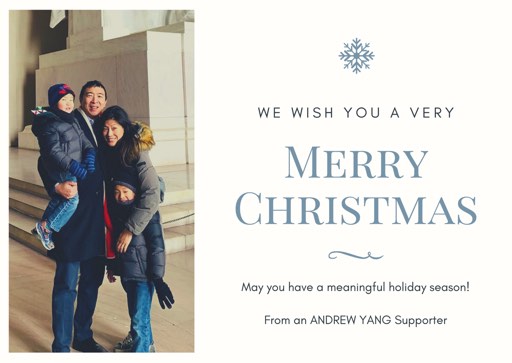 WE WISH YOU A VERY
MERRY
CHRISTMAS
May you have a meaningful holiday season!
From an ANDREW YANG Supporter